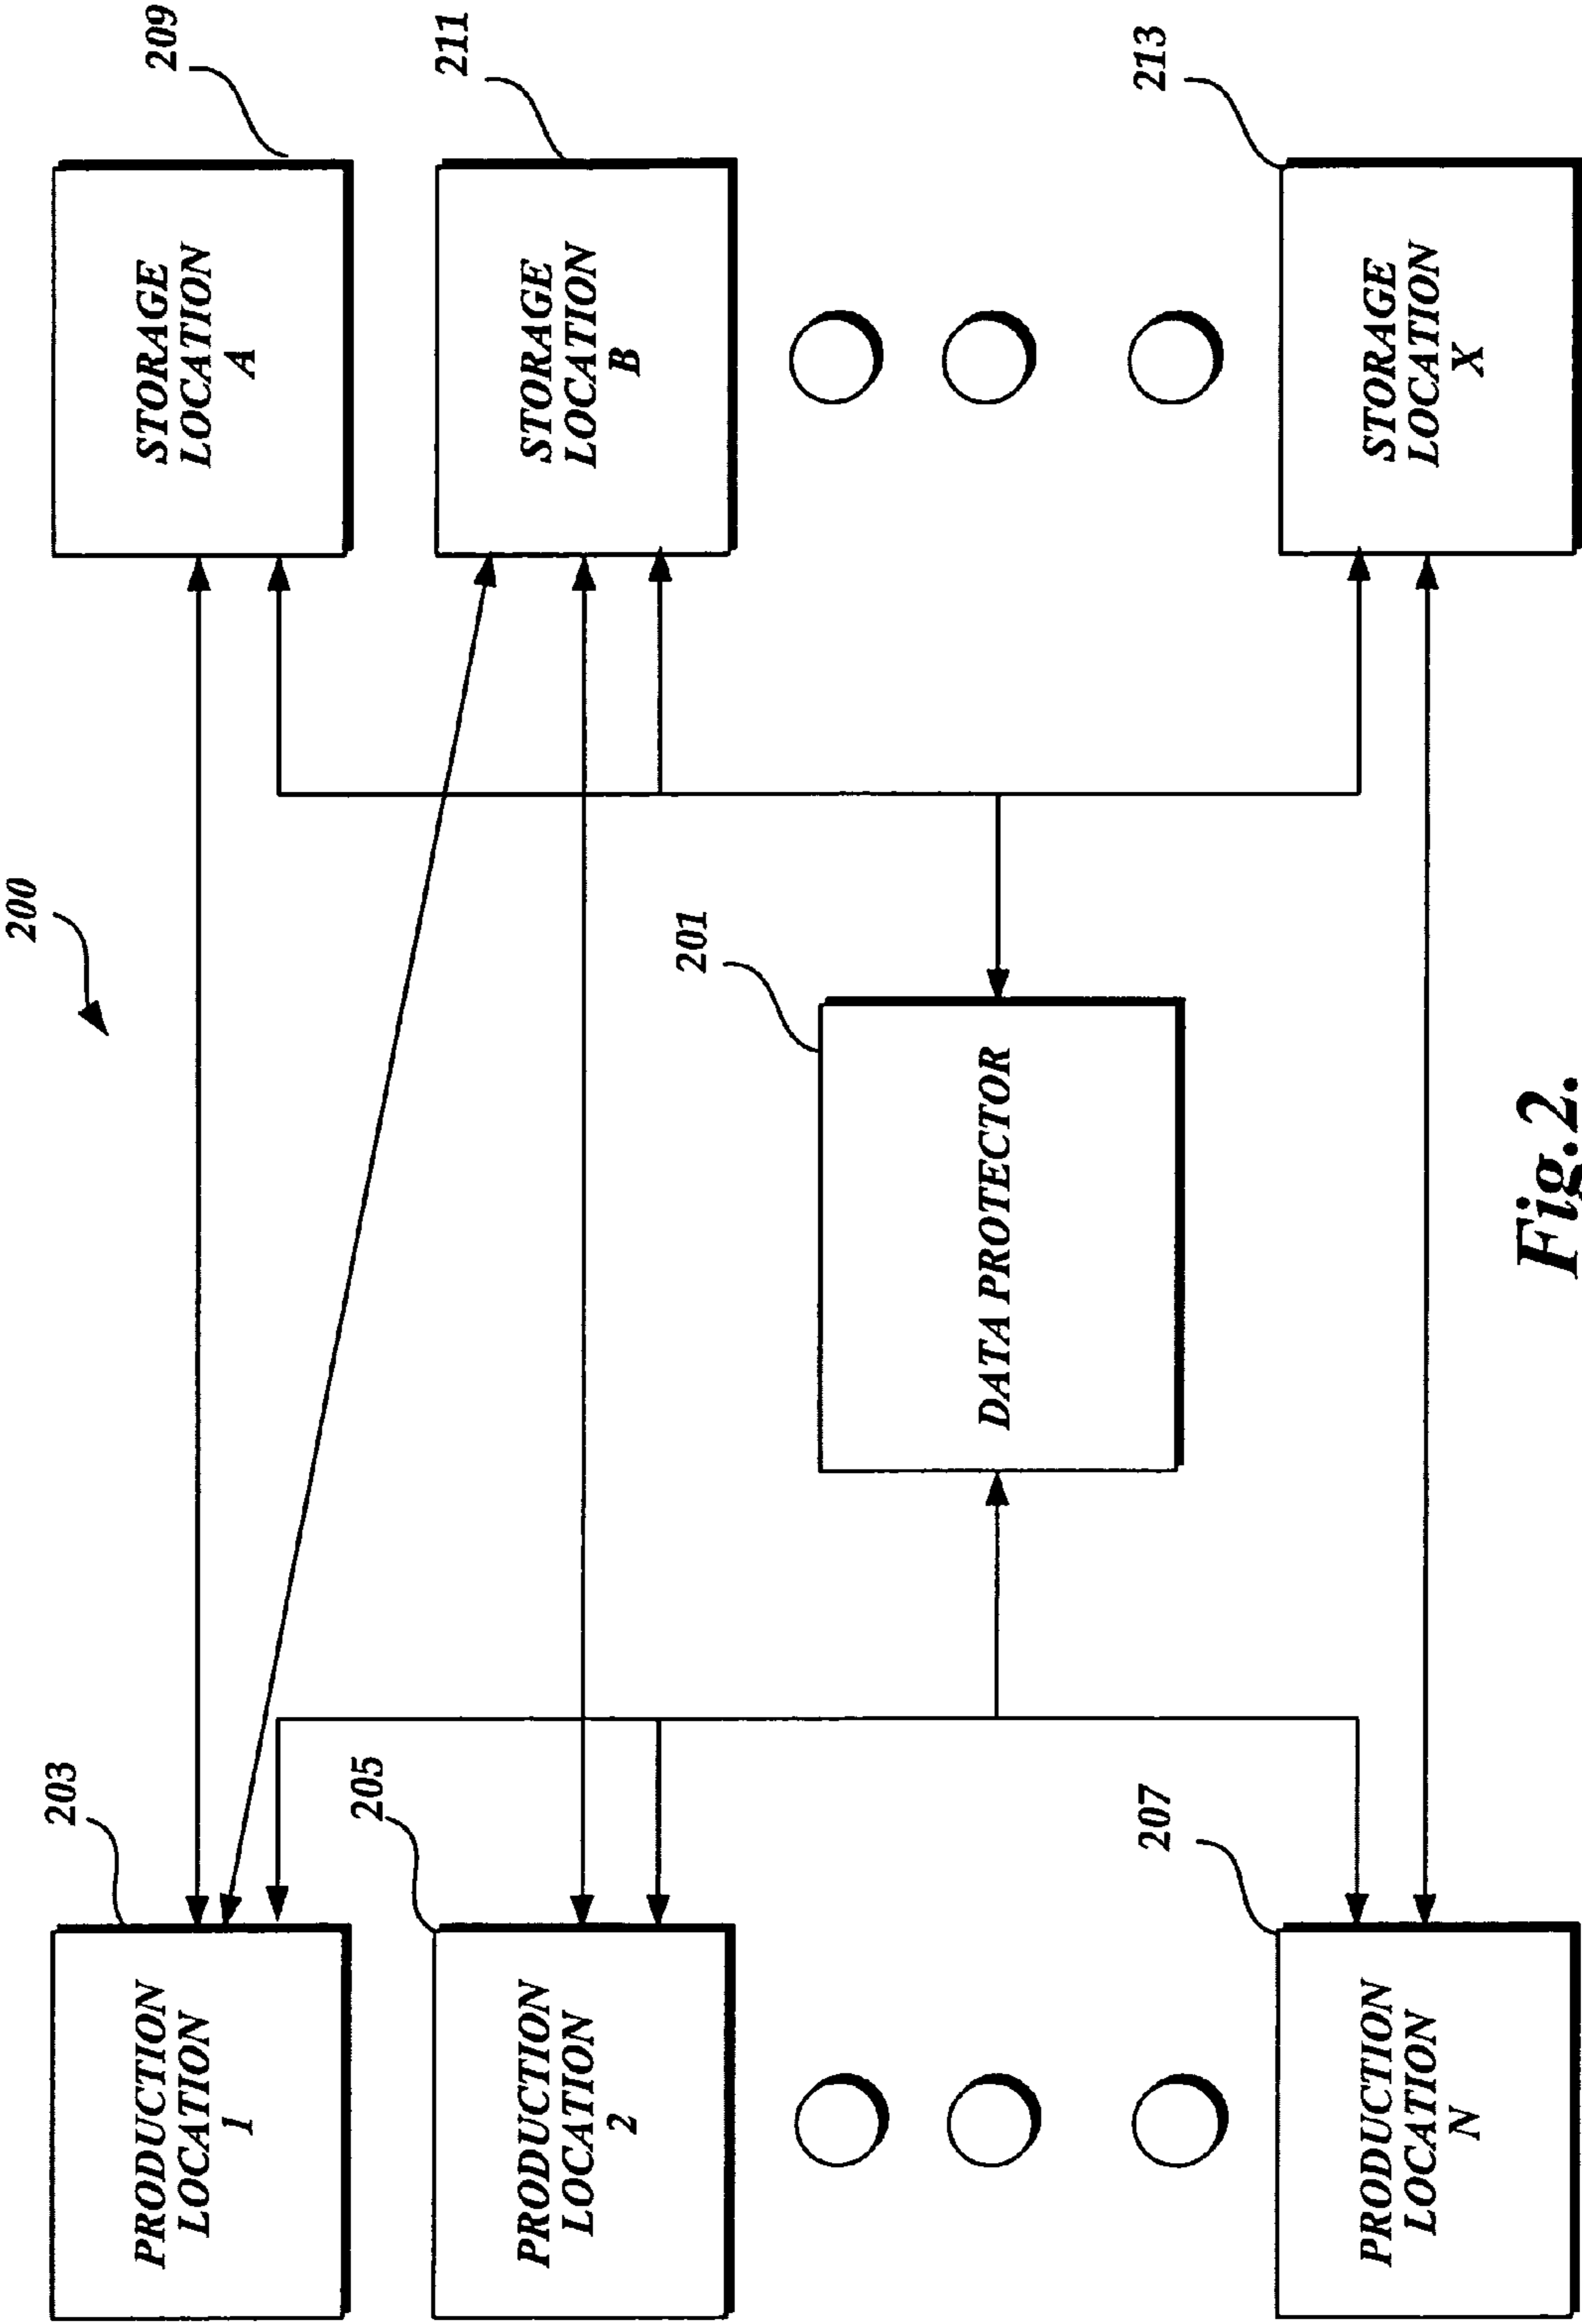 200
203
PRODUCTION
LOCATION
1
209
STORAGE
LOCATION
A
205
PRODUCTION
LOCATION
2
211
STORAGE
LOCATION
B
201
DATA PROTECTOR
207
PRODUCTION
LOCATION
N
213
STORAGE
LOCATION
X
Fig.2.